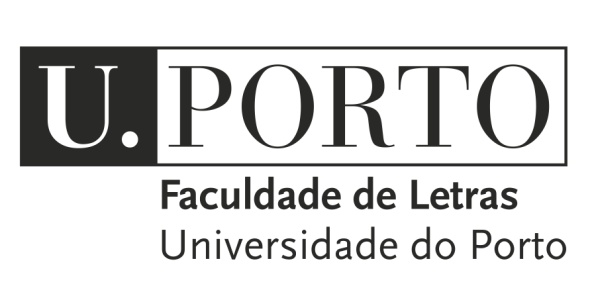 U. PORTO
Faculdade de Letras
Universidade do Porto